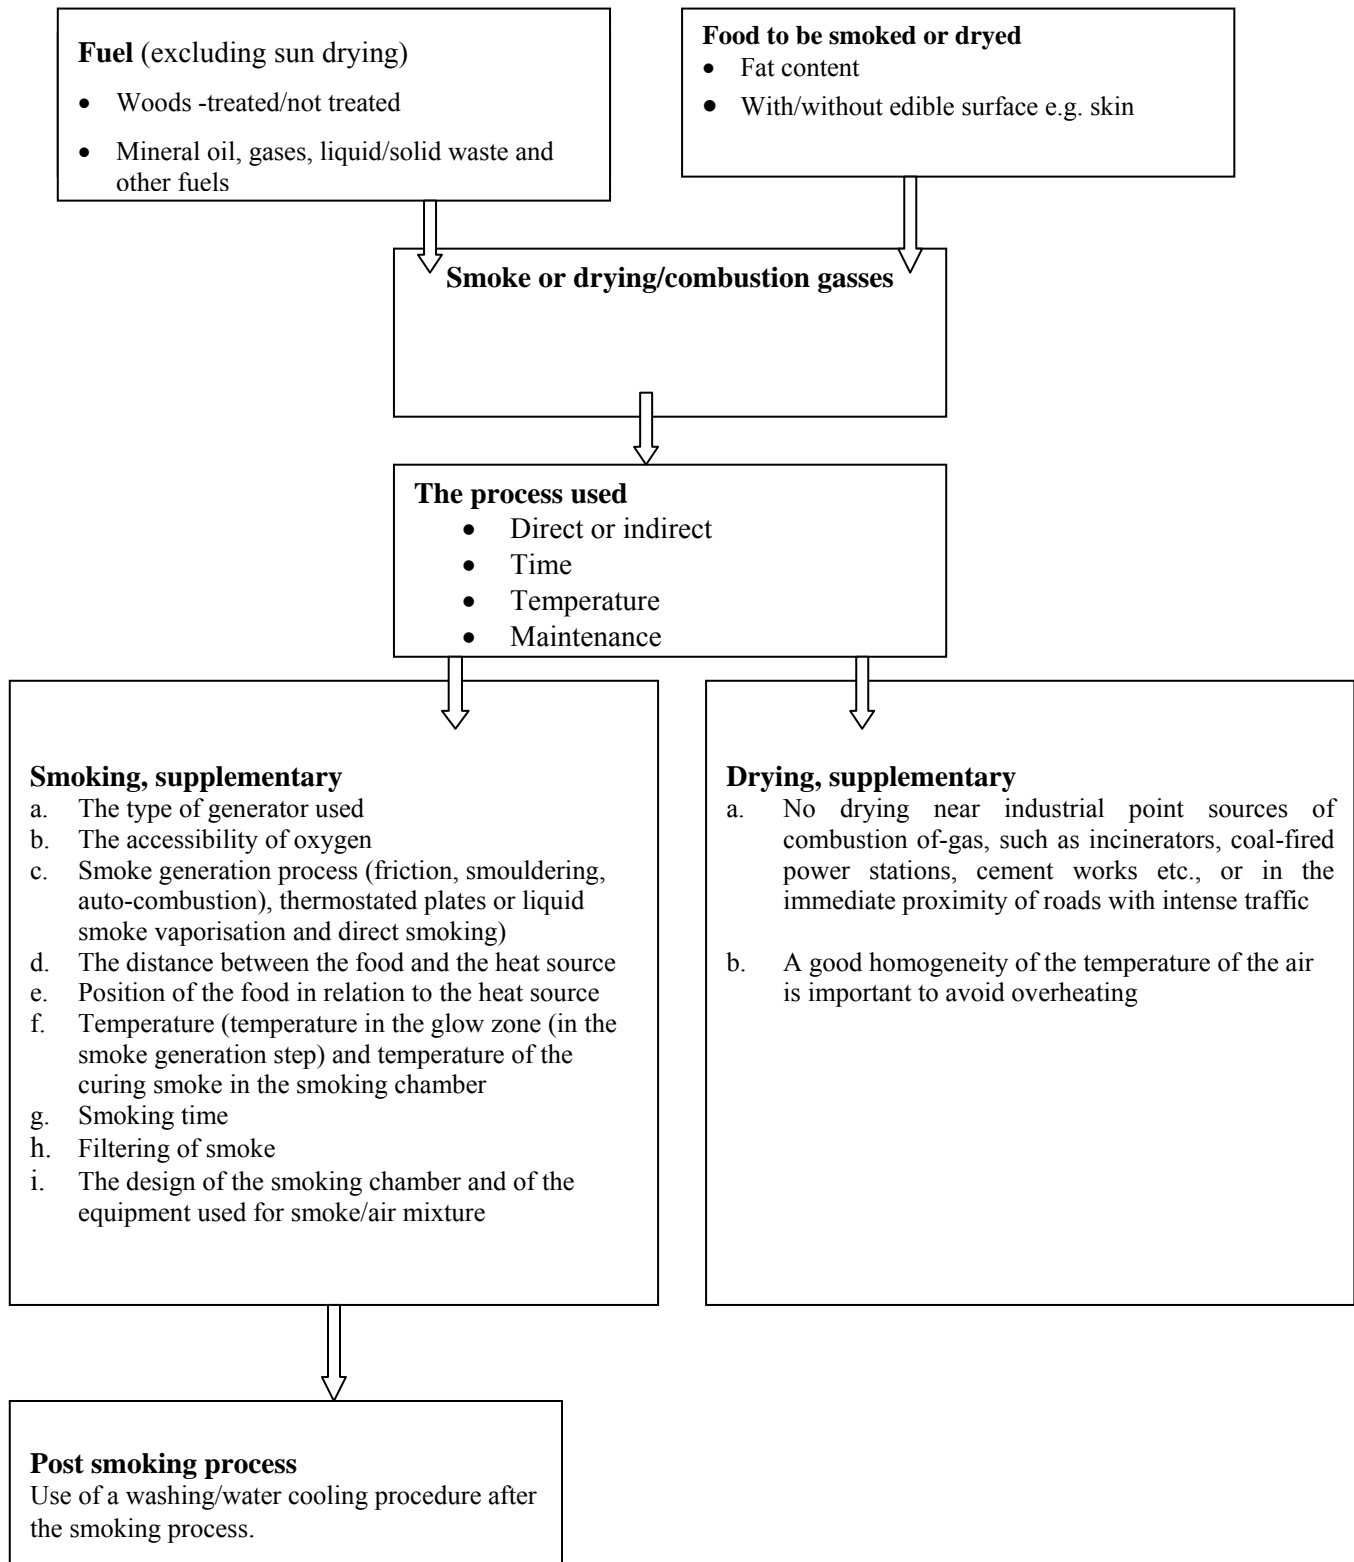 Fuel (excluding sun drying)
• Woods -treated/not treated
• Mineral oil, gases, liquid/solid waste and
other fuels
Food to be smoked or dryed
• Fat content
• With/without edible surface e.g. skin
Smoke or drying/combustion gasses
The process used
• Direct or indirect
• Time
• Temperature
• Maintenance
Smoking, supplementary
a. The type of generator used
b. The accessibility of oxygen
c. Smoke generation process (friction, smouldering,
auto-combustion), thermostated plates or liquid
smoke vaporisation and direct smoking)
d. The distance between the food and the heat source
e. Position of the food in relation to the heat source
f. Temperature (temperature in the glow zone (in the
smoke generation step) and temperature of the
curing smoke in the smoking chamber
g. Smoking time
h. Filtering of smoke
i. The design of the smoking chamber and of the
equipment used for smoke/air mixture
Drying, supplementary
a. No drying near industrial point sources of
combustion of-gas, such as incinerators, coal-fired
power stations, cement works etc., or in the
immediate proximity of roads with intense traffic
b. A good homogeneity of the temperature of the air
is important to avoid overheating
Post smoking process
Use of a washing/water cooling procedure after
the smoking process.